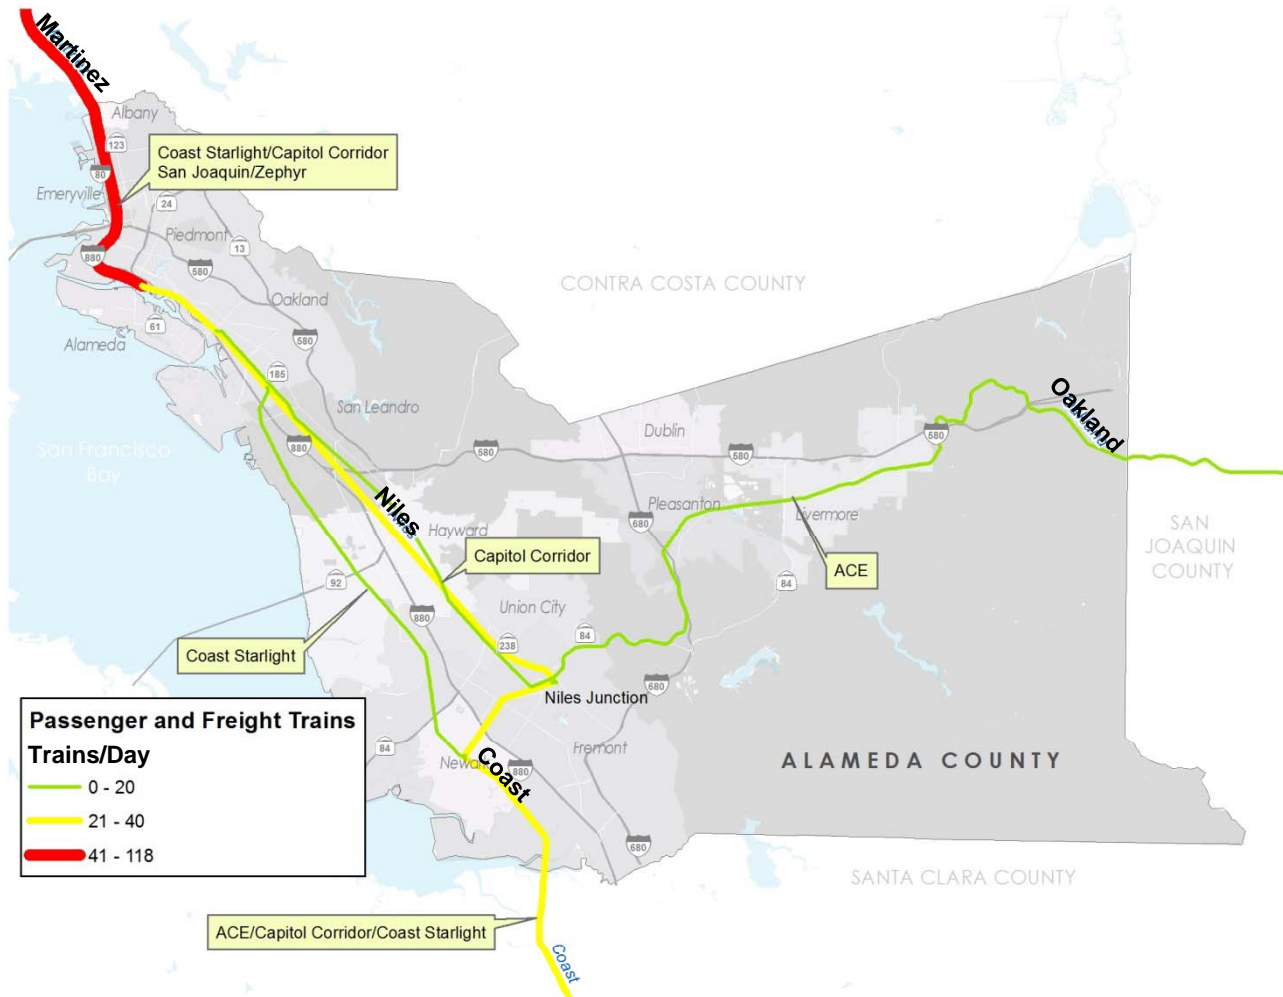 Martinez
Albany
123
Coast Starlight/Capitol Corridor
San Joaquin/Zephyr
80
Emeryville
24
Piedmont
13
880
580
CONTRA COSTA COUNTY
Oakland
61
580
Alameda
185
San Leandro
Oakland
San Francisco
Bay
880
580
Dublin
580
580
Niles
Hayward
Pleasanton
680
Livermore
SAN
JOAQUIN
COUNTY
Capitol Corridor
ACE
92
84
880
Union City
84
238
Coast Starlight
680
Niles Junction
Passenger and Freight Trains
Trains/Day
0 - 20
21 - 40
41 - 118
84
Newark
Coast
880
Fremont
ALAMEDA COUNTY
680
SANTA CLARA COUNTY
ACE/Capitol Corridor/Coast Starlight
Coast